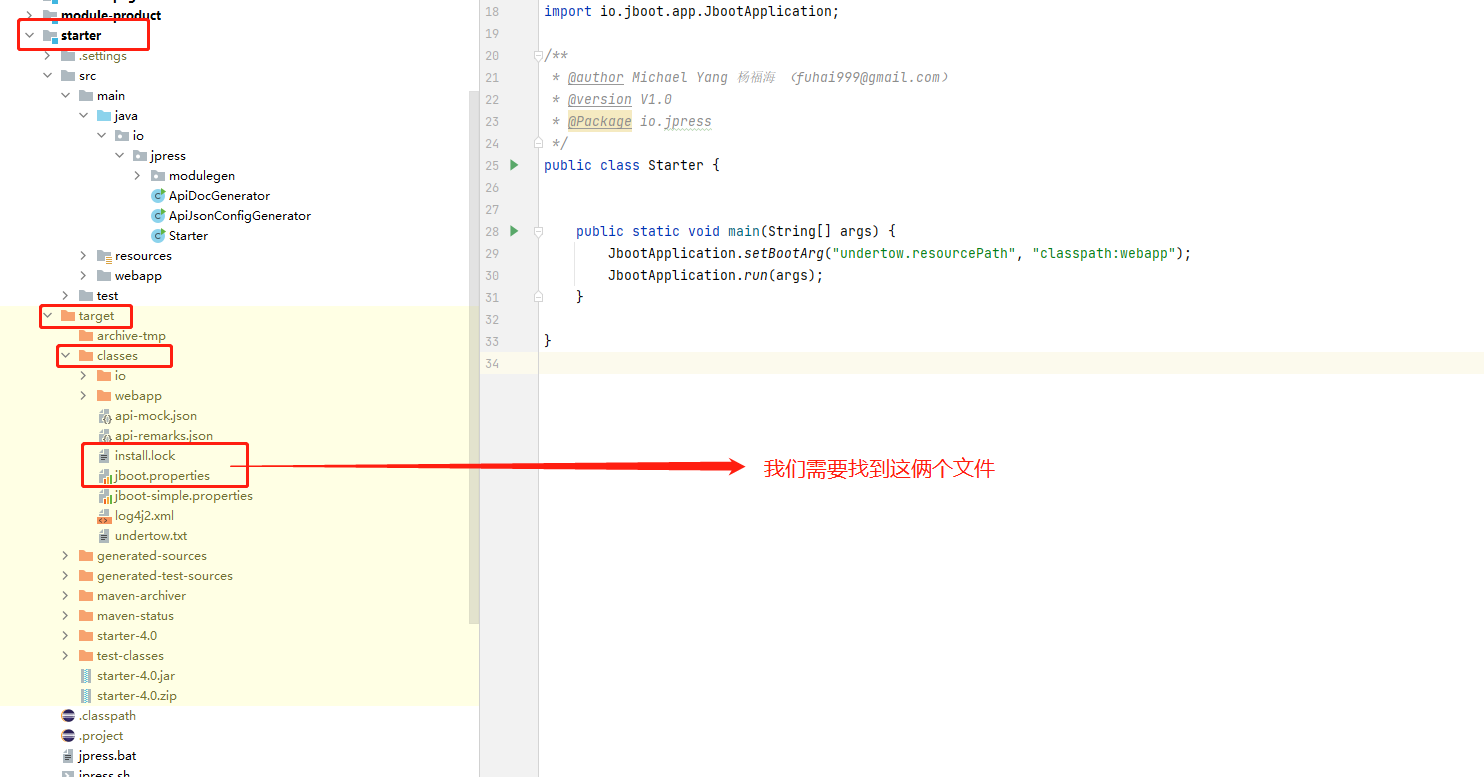 module-product
starter
.settings
src
main
java
io
jpress
modulegen
ApiDocGenerator
ApiJsonConfigGenerator
Starter
resources
webapp
test
target
archive-tmp
classes
io
webapp
api-mock.json
api-remarks.json
install.lock
jboot.properties
jboot-simple.properties
log4j2.xml
undertow.txt
generated-sources
generated-test-sources
maven-archiver
maven-status
starter-4.0
test-classes
starter-4.0.jar
starter-4.0.zip
.classpath
.project
jpress.bat
jpress.sh
18 import io.jboot.app.JbootApplication;
19
20 /**
21 * @author Michael Yang 杨福海 （fuhai999@gmail.com）
22 * @version V1.0
23 * @Package io.jpress
24 */
25 public class Starter {
26
27
28 public static void main(String[] args) {
29 JbootApplication.setBootArg("undertow.resourcePath", "classpath:webapp");
30 JbootApplication.run(args);
31 }
32
33 }
34
我们需要找到这俩个文件